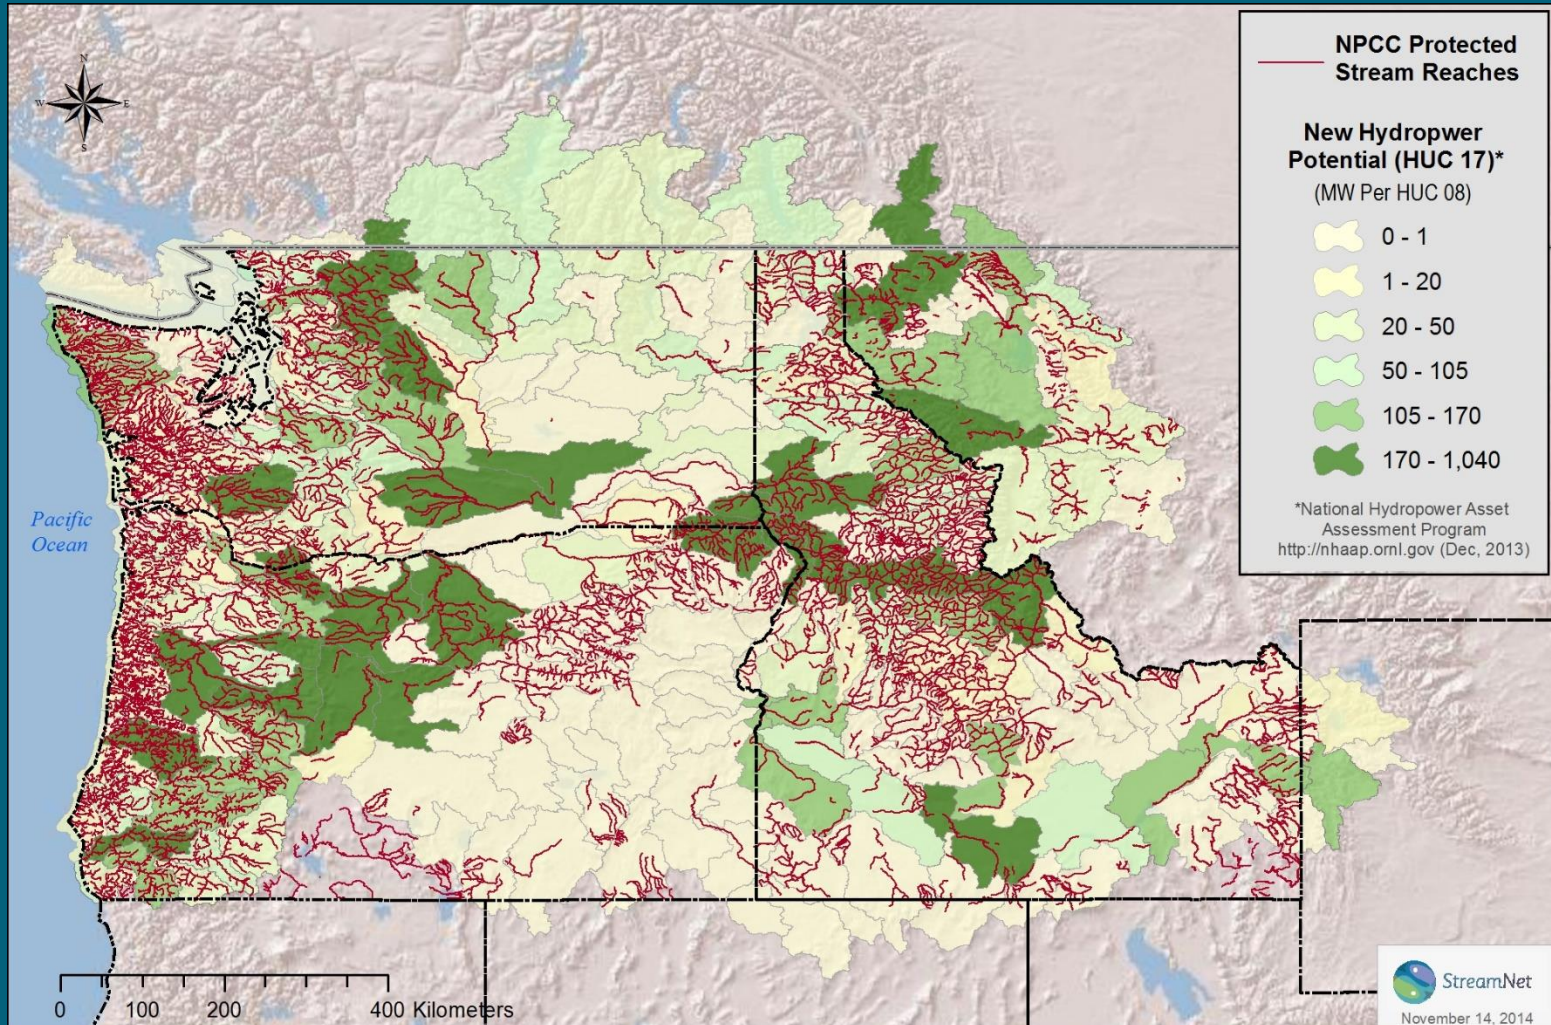 N
W E
S
Pacific
Ocean
0 100 200 400 Kilometers
NPCC Protected
Stream Reaches
New Hydropwer
Potential (HUC 17)*
(MW Per HUC 08)
0 - 1
1 - 20
20 - 50
50 - 105
105 - 170
170 - 1,040
*National Hydropower Asset
Assessment Program
http://nhaap.ornl.gov (Dec, 2013)
StreamNet
November 14, 2014